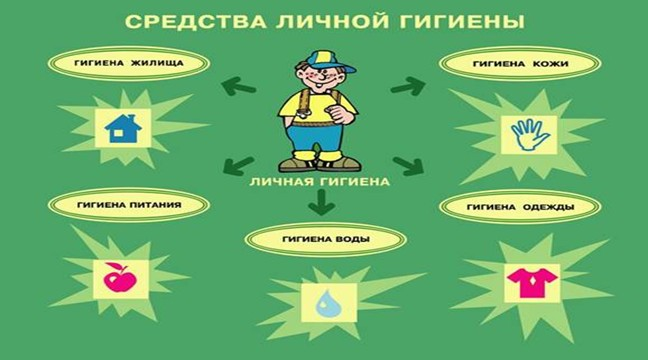 СРЕДСТВА ЛИЧНОЙ ГИГИЕНЫ
ГИГИЕНА ЖИЛИЩА
ГИГИЕНА КОЖИ
ЛИЧНАЯ ГИГИЕНА
ГИГИЕНА ПИТАНИЯ
ГИГИЕНА ОДЕЖДЫ
ГИГИЕНА ВОДЫ